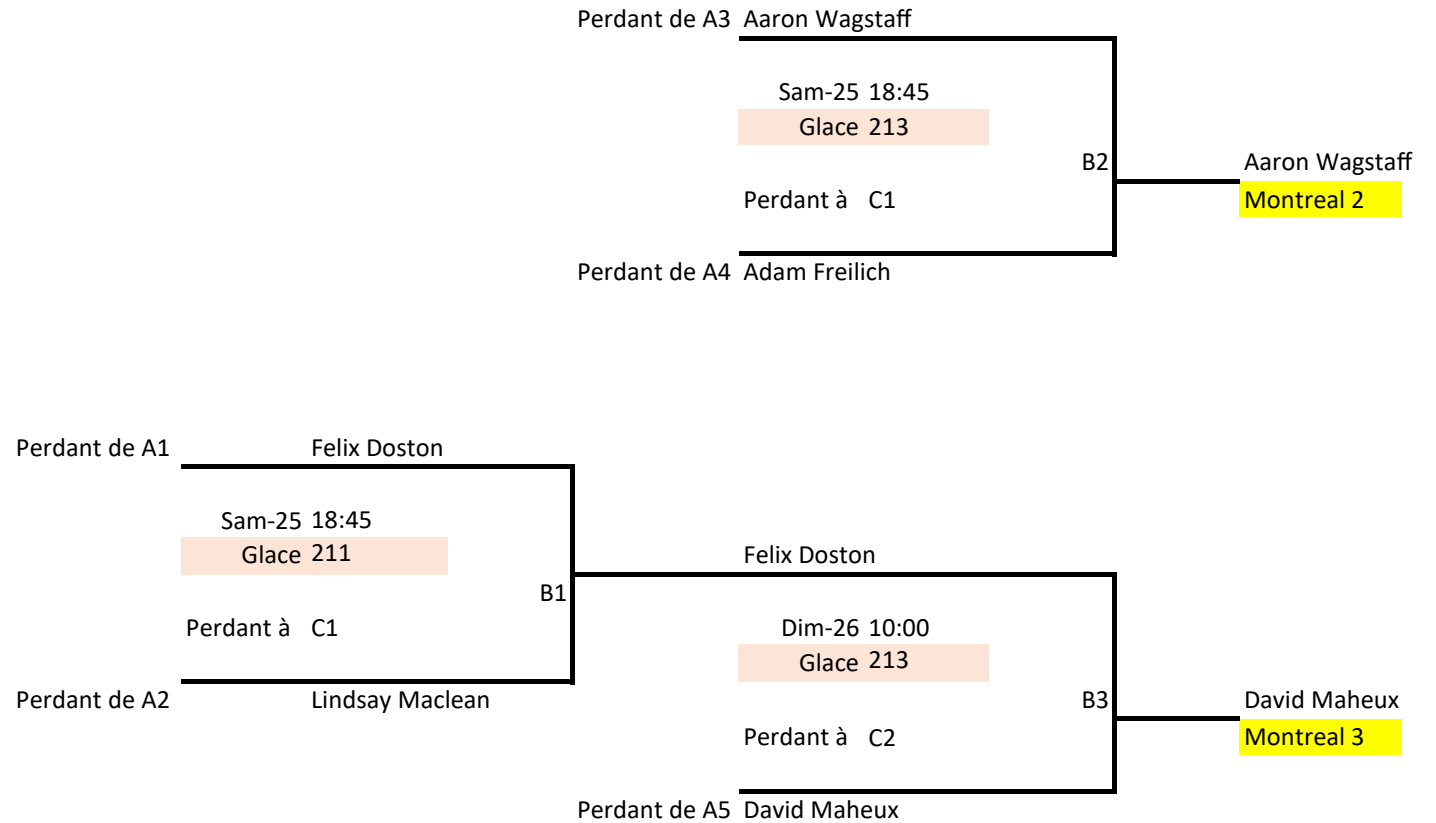 Perdant de A3 Aaron Wagstaff
Sam-25 18:45
Glace 213
B2
Aaron Wagstaff
Perdant à C1
Montreal 2
Perdant de A4 Adam Freilich
Perdant de A1 Felix Doston
Sam-25 18:45
Glace 211
Felix Doston
B1
Perdant à C1
Dim-26 10:00
Glace 213
Perdant de A2 Lindsay Maclean
B3
David Maheux
Perdant à C2
Montreal 3
Perdant de A5 David Maheux